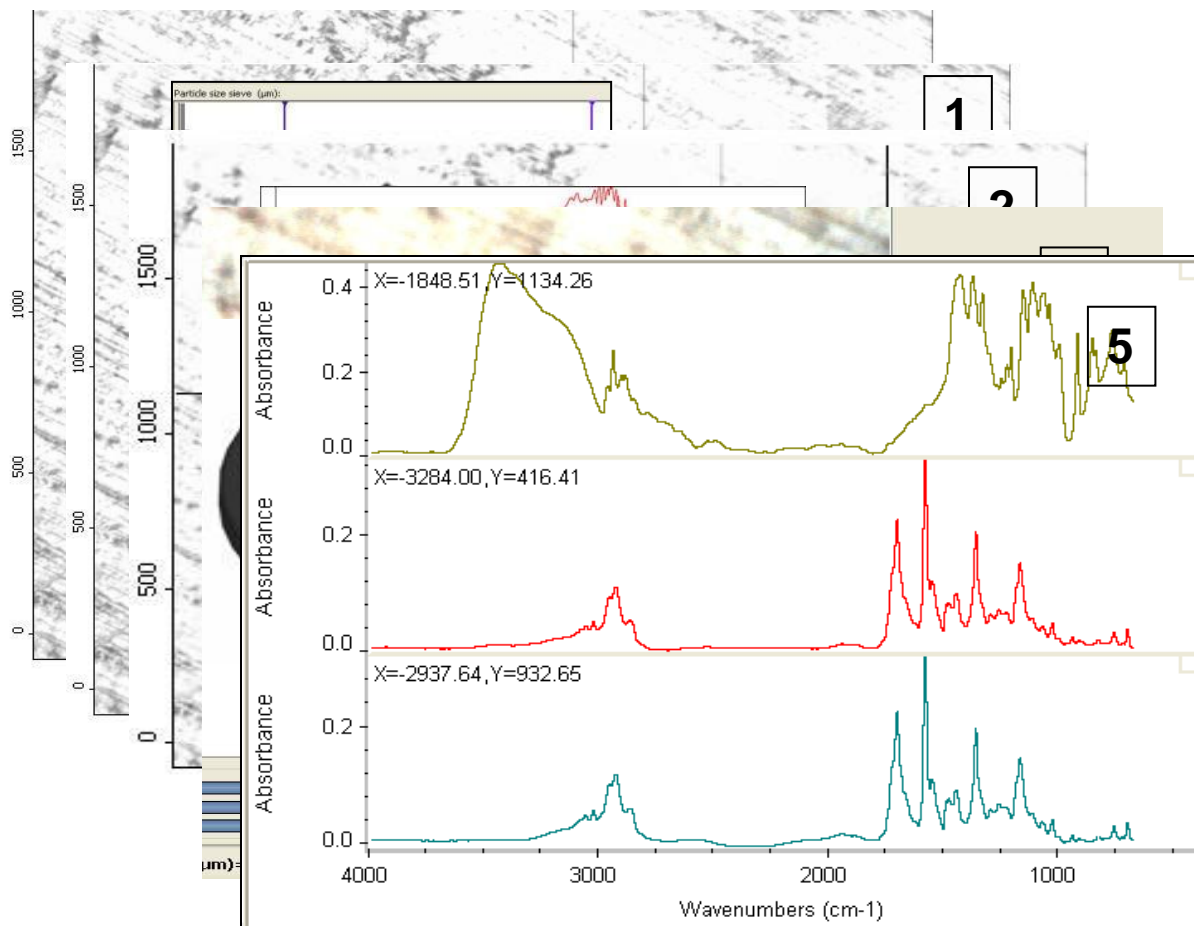 Particle size sieve (µm):
1
2
5
1500
1000
500
0
1500
1000
500
0
1500
1000
500
0
µm)=
X=-1848.51,Y=1134.26
Absorbance
0.4
0.2
0.0
X=-3284.00,Y=416.41
Absorbance
0.2
0.0
X=-2937.64,Y=932.65
Absorbance
0.2
0.0
4000 3000 2000 1000
Wavenumbers (cm-1)